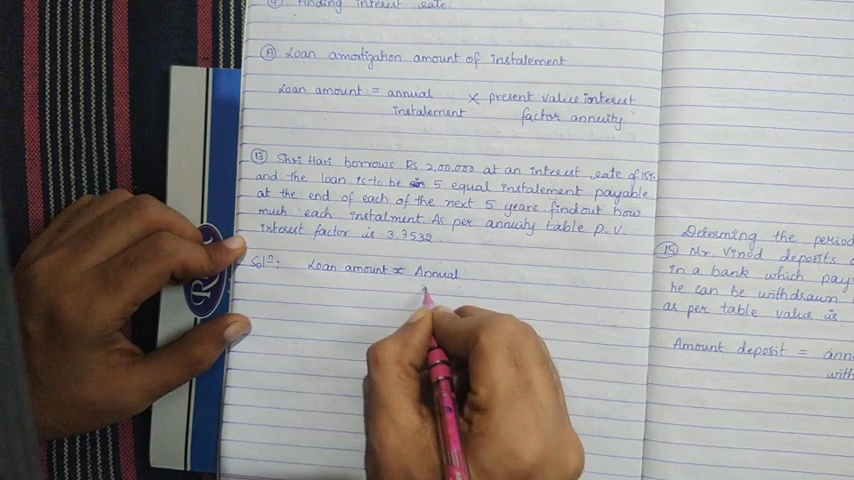 Finding interest rate.
A Loan amortization amount of instalement
Loan amount = annual × present value interest
instalement factor annuity
13 Shri Hari borrows Rs 2,00,000 at an interest rate of 15%.
and the loan is to be 5 equal instalement payable
at the end of each of the next 5 years find out how
much each instalment. As per annuity table P.V.
interest factor is 3.3532.
Soln: Loan amount × Annual
Determing the period
15 Mr Vinod deposits
in a bank which pay
he can be withdrawn
as per table value is
Amount deposit = ann
with